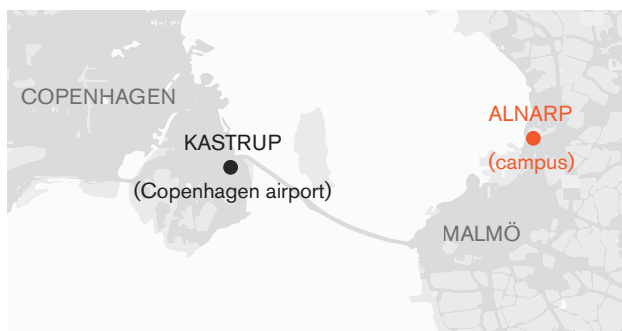 COPENHAGEN
KASTRUP
(Copenhagen airport)
ALNARP
(campus)
MALMÖ